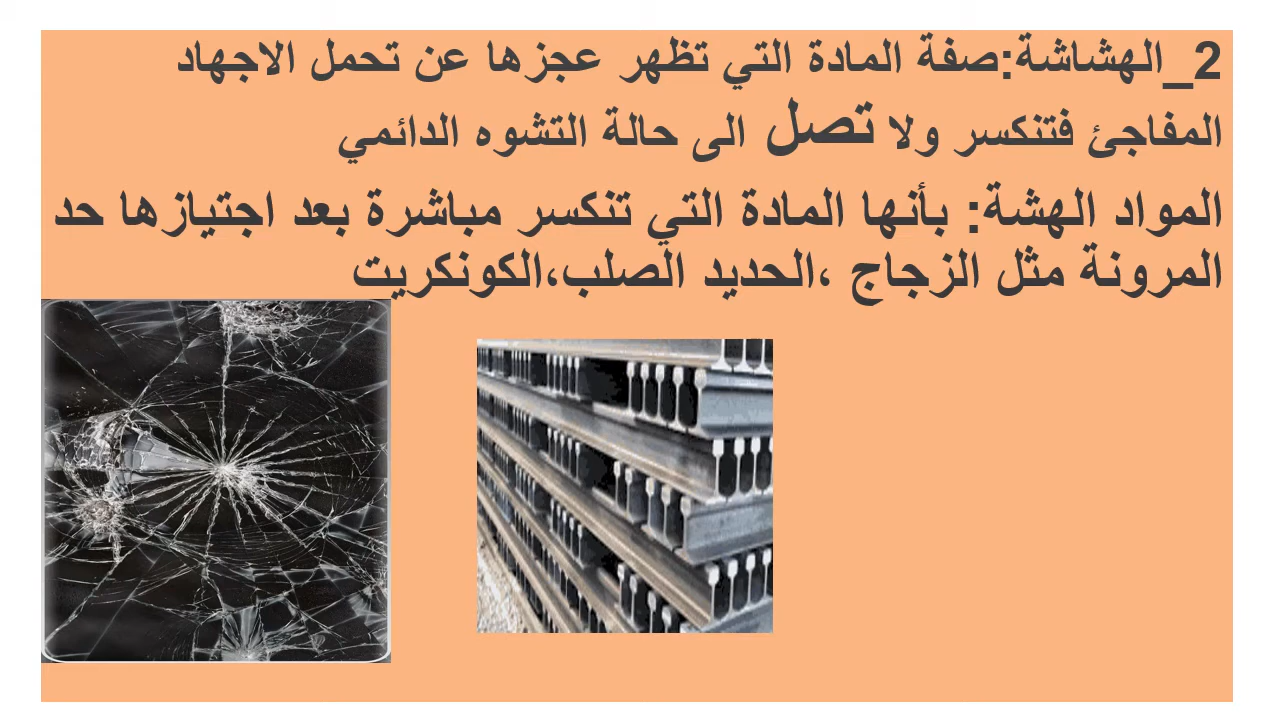 2_الهشاشة:صفة المادة التي تظهر عجزها عن تحمل الاجهاد
المفاجئ فتنكسر ولا تصل الى حالة التشوه الدائمي
المواد الهشة: بأنها المادة التي تنكسر مباشرة بعد اجتيازها حد
المرونة مثل الزجاج ،الحديد الصلب،الكونكريت